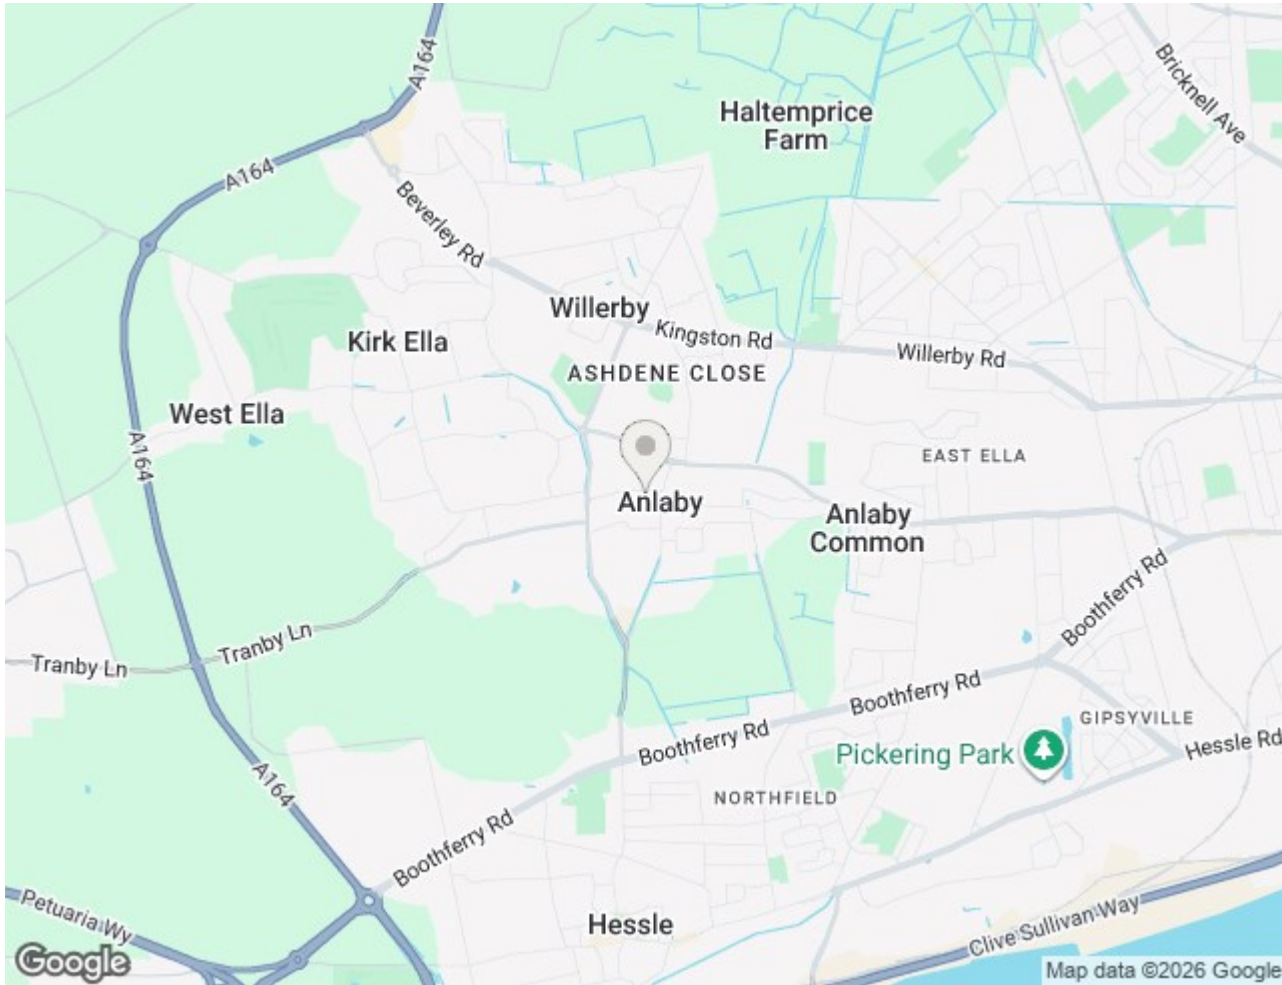 A164
A164
Bricknell Ave
Haltemprice
Farm
Beverley Rd
Willerby
Kingston Rd
Willerby Rd
Kirk Ella
ASHDENE CLOSE
West Ella
A164
EAST ELLA
Anlaby
Anlaby
Common
Boothferry Rd
Tranby Ln
Tranby Ln
Boothferry Rd
Boothferry Rd
GIPSYVILLE
Hessle Rd
Pickering Park
A164
NORTHFIELD
Boothferry Rd
Petuaria Wy
Hessle
Clive Sullivan Way
Google
Map data ©2026 Google